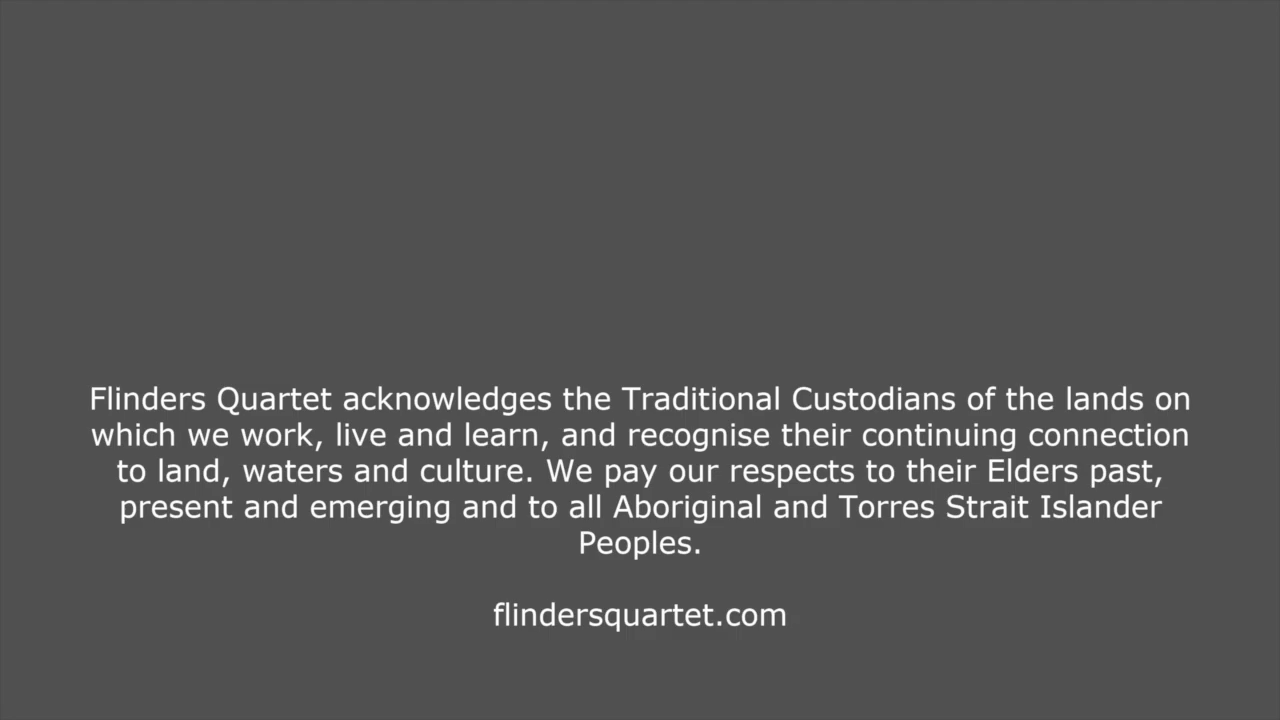 Flinders Quartet acknowledges the Traditional Custodians of the lands on
which we work, live and learn, and recognise their continuing connection
to land, waters and culture. We pay our respects to their Elders past,
present and emerging and to all Aboriginal and Torres Strait Islander
Peoples.
flindersquartet.com